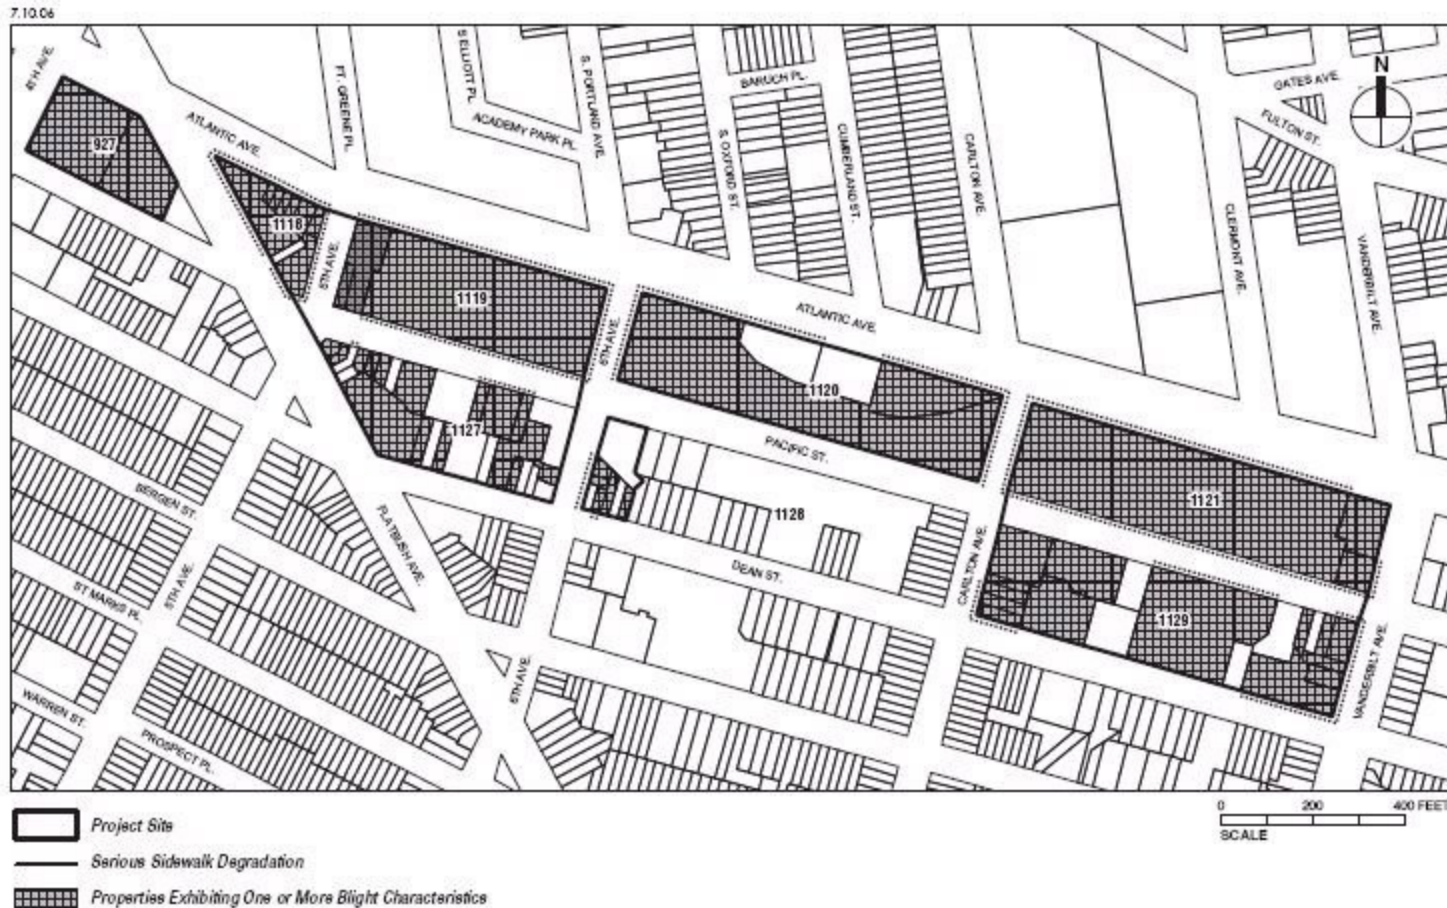 7.10.06
4TH AVE.
ATLANTIC AVE.
FT. GREENE PL.
S ELLIOTT PL
ACADEMY PARK PL.
S. PORTLAND AVE.
BARUCH PL.
S. OXFORD ST.
CUMBERLAND ST.
CARLTON AVE.
GATES AVE.
FULTON ST.
CLERMONT AVE.
VANDERBILT AVE.
N
927
1118
5TH AVE.
1119
6TH AVE.
ATLANTIC AVE.
1120
1127
PACIFIC ST.
1121
1128
BERGEN ST.
FLATBUSH AVE.
DEAN ST.
CARLTON AVE.
1129
ST MARKS PL.
5TH AVE.
6TH AVE.
VANDERBILT AVE.
WARREN ST.
PROSPECT PL.
0 200 400 FEET
SCALE
Project Site
Serious Sidewalk Degradation
Properties Exhibiting One or More Blight Characteristics